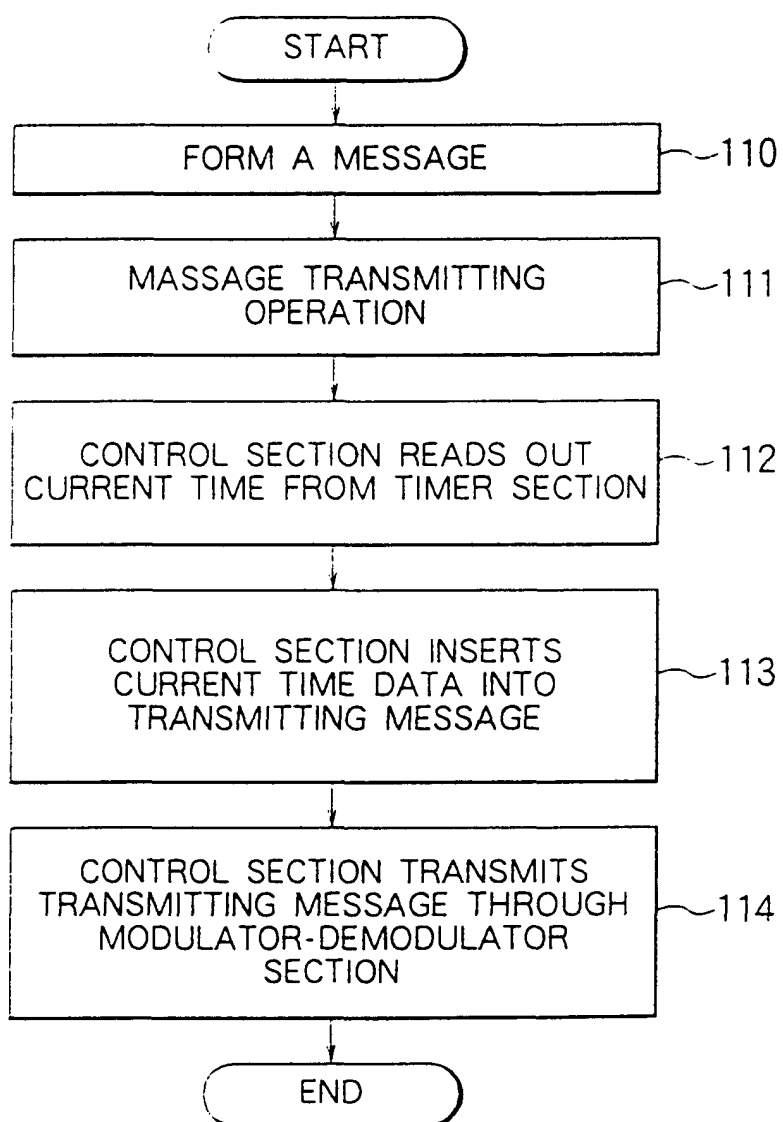 START
FORM A MESSAGE
110
MASSAGE TRANSMITTING
OPERATION
111
CONTROL SECTION READS OUT
CURRENT TIME FROM TIMER SECTION
112
CONTROL SECTION INSERTS
CURRENT TIME DATA INTO
TRANSMITTING MESSAGE
113
CONTROL SECTION TRANSMITS
TRANSMITTING MESSAGE THROUGH
MODULATOR-DEMODULATOR
SECTION
114
END